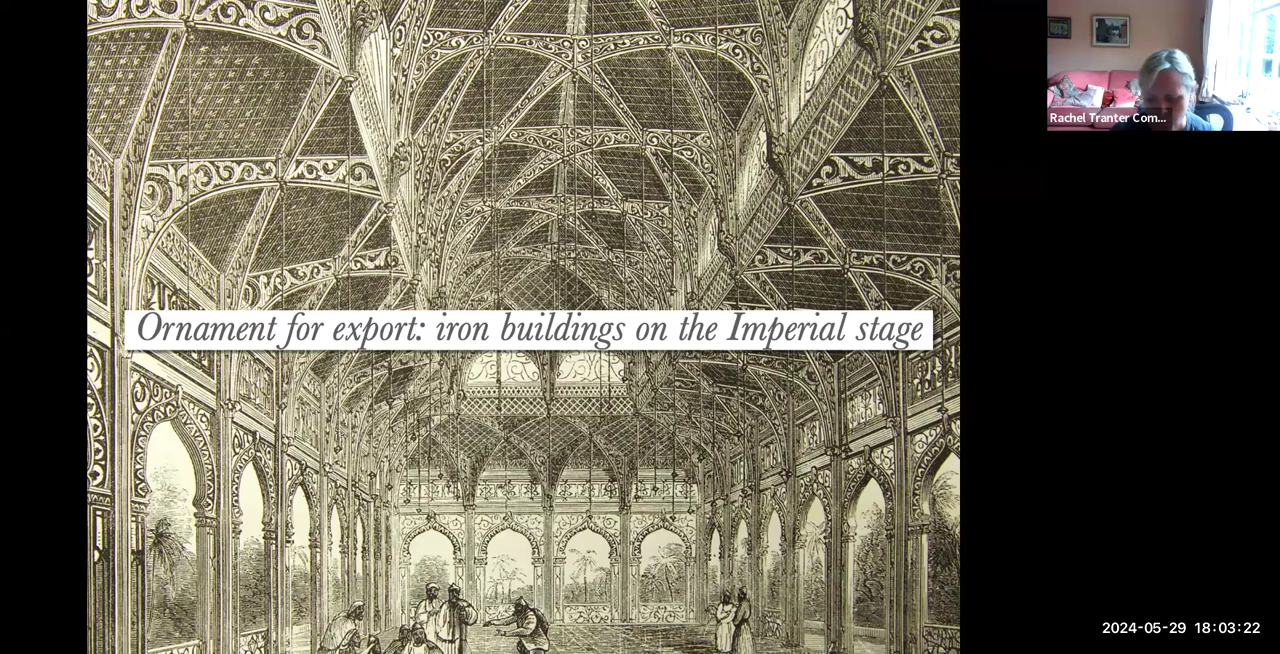 Ornament for export: iron buildings on the Imperial stage
Rachel Tranter Com...
2024-05-29 18:03:22